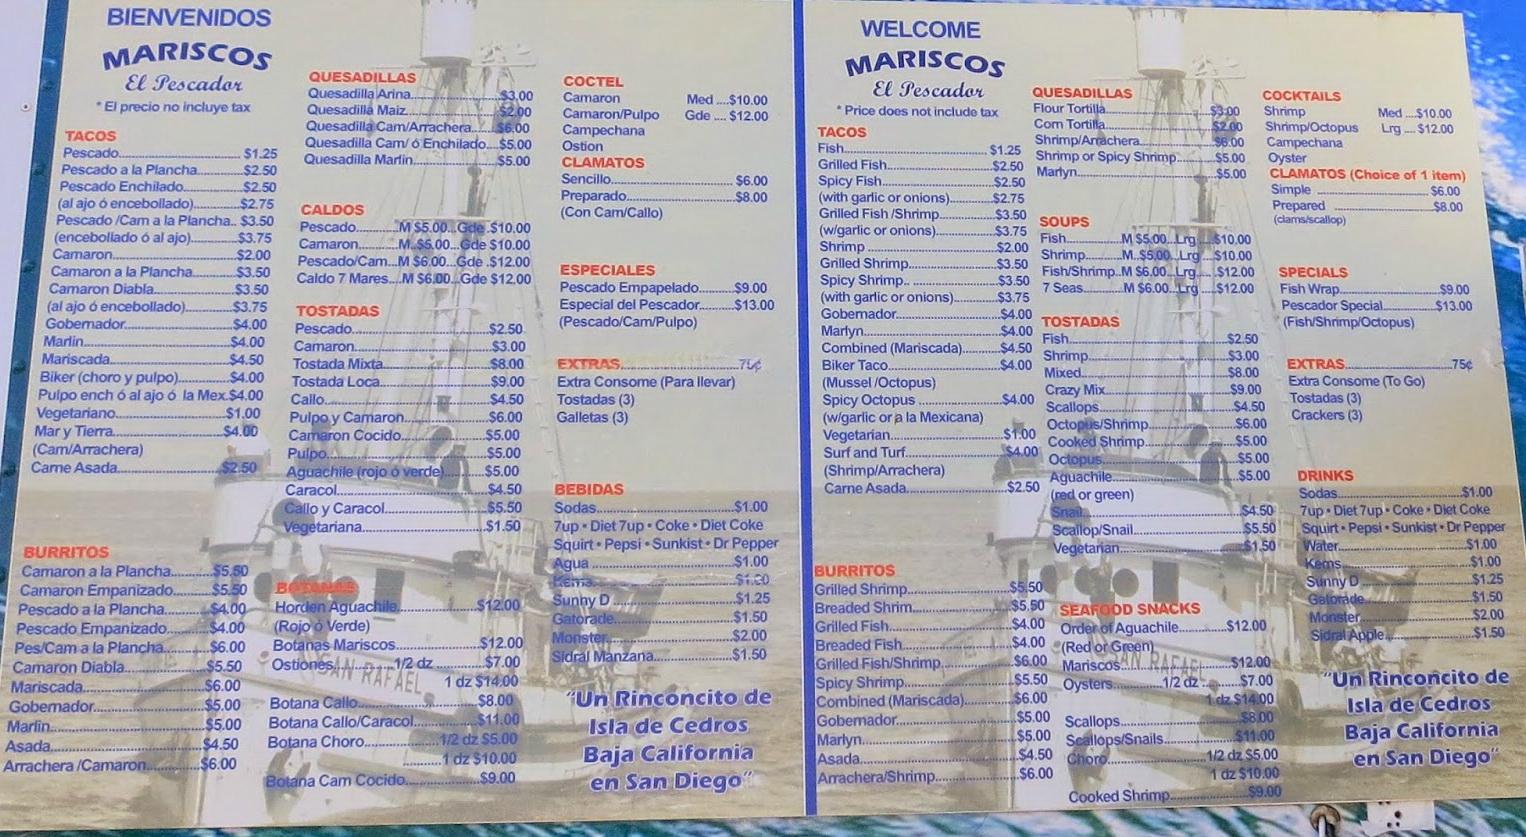 BIENVENIDOS
MARISCOS
El Pescador
* El precio no incluye tax
TACOS
Pescado.......... $1.25
Pescado a la Plancha.......... $2.50
Pescado Enchilado.......... $2.50
(al ajo ó encebollado).......... $2.75
Pescado /Cam a la Plancha.. $3.50
(encebollado ó al ajo).......... $3.75
Camaron.......... $2.00
Camaron a la Plancha.......... $3.50
Camaron Diabla.......... $3.50
(al ajo ó encebollado).......... $3.75
Gobernador.......... $4.00
Marlin.......... $4.00
Mariscada.......... $4.50
Biker (choro y pulpo).......... $4.00
Pulpo ench ó al ajo ó la Mex.$4.00
Vegetariano.......... $1.00
Mar y Tierra.......... $4.00
(Cam/Arrachera)
Carne Asada.......... $2.50
BURRITOS
Camaron a la Plancha.......... $5.50
Camaron Empanizado.......... $5.50
Pescado a la Plancha.......... $4.00
Pescado Empanizado.......... $4.00
Pes/Cam a la Plancha.......... $6.00
Camaron Diabla.......... $5.50
Mariscada.......... $6.00
Gobernador.......... $5.00
Marlin.......... $5.00
Asada.......... $4.50
Arrachera /Camaron.......... $6.00
QUESADILLAS
Quesadilla Arina.......... $3.00
Quesadilla Maiz.......... $2.00
Quesadilla Cam/Arrachera.......... $6.00
Quesadilla Cam/ ó Enchilado... $5.00
Quesadilla Marlin.......... $5.00
CALDOS
Pescado.......M $5.00...Gde .$10.00
Camaron.......M..$5.00...Gde $10.00
Pescado/Cam...M $6.00...Gde .$12.00
Caldo 7 Mares...M $6.00...Gde $12.00
TOSTADAS
Pescado.......... $2.50
Camaron.......... $3.00
Tostada Mixta.......... $8.00
Tostada Loca.......... $9.00
Callo.......... $4.50
Pulpo y Camaron.......... $6.00
Camaron Cocido.......... $5.00
Pulpo.......... $5.00
Aguachile (rojo ó verde).......... $5.00
Caracol.......... $4.50
Callo y Caracol.......... $5.50
Vegetariana.......... $1.50
BOTANAS
Horden Aguachile.......... $12.00
(Rojo ó Verde)
Botanas Mariscos.......... $12.00
Ostiones..........1/2 dz .......... $7.00
1 dz $14.00
Botana Callo.......... $8.00
Botana Callo/Caracol.......... $11.00
Botana Choro..........1/2 dz $5.00
..........1 dz $10.00
Botana Cam Cocido.......... $9.00
COCTEL
Camaron Med ....$10.00
Camaron/Pulpo Gde .... $12.00
Campechana
Ostion
CLAMATOS
Sencillo.......... $6.00
Preparado.......... $8.00
(Con Cam/Callo)
ESPECIALES
Pescado Empapelado.......... $9.00
Especial del Pescador.......... $13.00
(Pescado/Cam/Pulpo)
EXTRAS.......... 75¢
Extra Consome (Para llevar)
Tostadas (3)
Galletas (3)
BEBIDAS
Sodas.......... $1.00
7up • Diet 7up • Coke • Diet Coke
Squirt • Pepsi • Sunkist • Dr Pepper
Agua .......... $1.00
Kerns..........
Sunny D .......... $1.25
Gatorade.......... $1.50
Monster.......... $2.00
Sidral Manzana.......... $1.50
"Un Rinconcito de
Isla de Cedros
Baja California
en San Diego"
SAN RAFAEL
WELCOME
MARISCOS
El Pescador
* Price does not include tax
TACOS
Fish.......... $1.25
Grilled Fish.......... $2.50
Spicy Fish.......... $2.50
(with garlic or onions).......... $2.75
Grilled Fish /Shrimp.......... $3.50
(w/garlic or onions).......... $3.75
Shrimp .......... $2.00
Grilled Shrimp.......... $3.50
Spicy Shrimp.. .......... $3.50
(with garlic or onions).......... $3.75
Gobernador.......... $4.00
Marlyn.......... $4.00
Combined (Mariscada).......... $4.50
Biker Taco.......... $4.00
(Mussel /Octopus)
Spicy Octopus .......... $4.00
(w/garlic or a la Mexicana)
Vegetarian.......... $1.00
Surf and Turf.......... $4.00
(Shrimp/Arrachera)
Carne Asada.......... $2.50
BURRITOS
Grilled Shrimp.......... $5.50
Breaded Shrim.......... $5.50
Grilled Fish.......... $4.00
Breaded Fish.......... $4.00
Grilled Fish/Shrimp.......... $6.00
Spicy Shrimp.......... $5.50
Combined (Mariscada).......... $6.00
Gobernador.......... $5.00
Marlyn.......... $5.00
Asada.......... $4.50
Arrachera/Shrimp.......... $6.00
QUESADILLAS
Flour Tortilla.......... $3.00
Corn Tortilla.......... $2.00
Shrimp/Arrachera.......... $6.00
Shrimp or Spicy Shrimp.......... $5.00
Marlyn.......... $5.00
SOUPS
Fish..........M $5.00...Lrg ....$10.00
Shrimp.......M..$5.00...Lrg ....$10.00
Fish/Shrimp..M $6.00..Lrg.... $12.00
7 Seas........M $6.00..Lrg ....$12.00
TOSTADAS
Fish.......... $2.50
Shrimp.......... $3.00
Mixed.......... $8.00
Crazy Mix.......... $9.00
Scallops.......... $4.50
Octopus/Shrimp.......... $6.00
Cooked Shrimp.......... $5.00
Octopus.......... $5.00
Aguachile.......... $5.00
(red or green)
Snail.......... $4.50
Scallop/Snail.......... $5.50
Vegetarian.......... $1.50
SEAFOOD SNACKS
Order of Aguachile.......... $12.00
(Red or Green)
Mariscos.......... $12.00
Oysters..........1/2 dz .......... $7.00
1 dz $14.00
Scallops.......... $8.00
Scallops/Snails.......... $11.00
Choro..........1/2 dz $5.00
1 dz $10.00
Cooked Shrimp.......... $9.00
COCKTAILS
Shrimp Med ....$10.00
Shrimp/Octopus Lrg .... $12.00
Campechana
Oyster
CLAMATOS (Choice of 1 item)
Simple .......... $6.00
Prepared .......... $8.00
(clams/scallop)
SPECIALS
Fish Wrap.......... $9.00
Pescador Special.......... $13.00
(Fish/Shrimp/Octopus)
EXTRAS.......... 75¢
Extra Consome (To Go)
Tostadas (3)
Crackers (3)
DRINKS
Sodas.......... $1.00
7up • Diet 7up • Coke • Diet Coke
Squirt • Pepsi • Sunkist • Dr Pepper
Water.......... $1.00
Kerns.......... $1.00
Sunny D .......... $1.25
Gatorade.......... $1.50
Monster.......... $2.00
Sidral Apple.......... $1.50
"Un Rinconcito de
Isla de Cedros
Baja California
en San Diego"
SAN RAFAEL